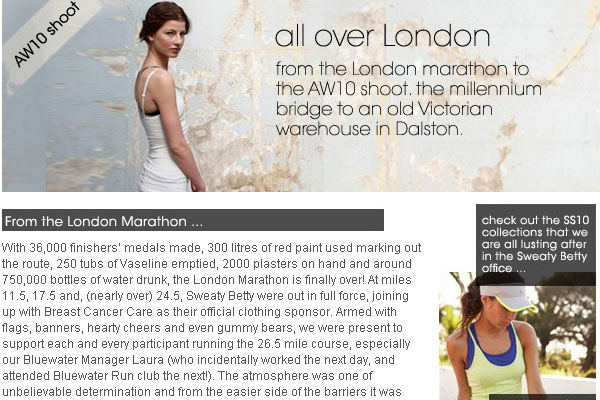 AW10 shoot
all over London
from the London marathon to
the AW10 shoot. the millennium
bridge to an old Victorian
warehouse in Dalston.
From the London Marathon ...
With 36,000 finishers' medals made, 300 litres of red paint used marking out
the route, 250 tubs of Vaseline emptied, 2000 plasters on hand and around
750,000 bottles of water drunk, the London Marathon is finally over! At miles
11.5, 17.5 and, (nearly over) 24.5, Sweaty Betty were out in full force, joining
up with Breast Cancer Care as their official clothing sponsor. Armed with
flags, banners, hearty cheers and even gummy bears, we were present to
support each and every participant running the 26.5 mile course, especially
our Bluewater Manager Laura (who incidentally worked the next day, and
attended Bluewater Run club the next!). The atmosphere was one of
unbelievable determination and from the easier side of the barriers it was
check out the SS10
collections that we
are all lusting after
in the Sweaty Betty
office ...